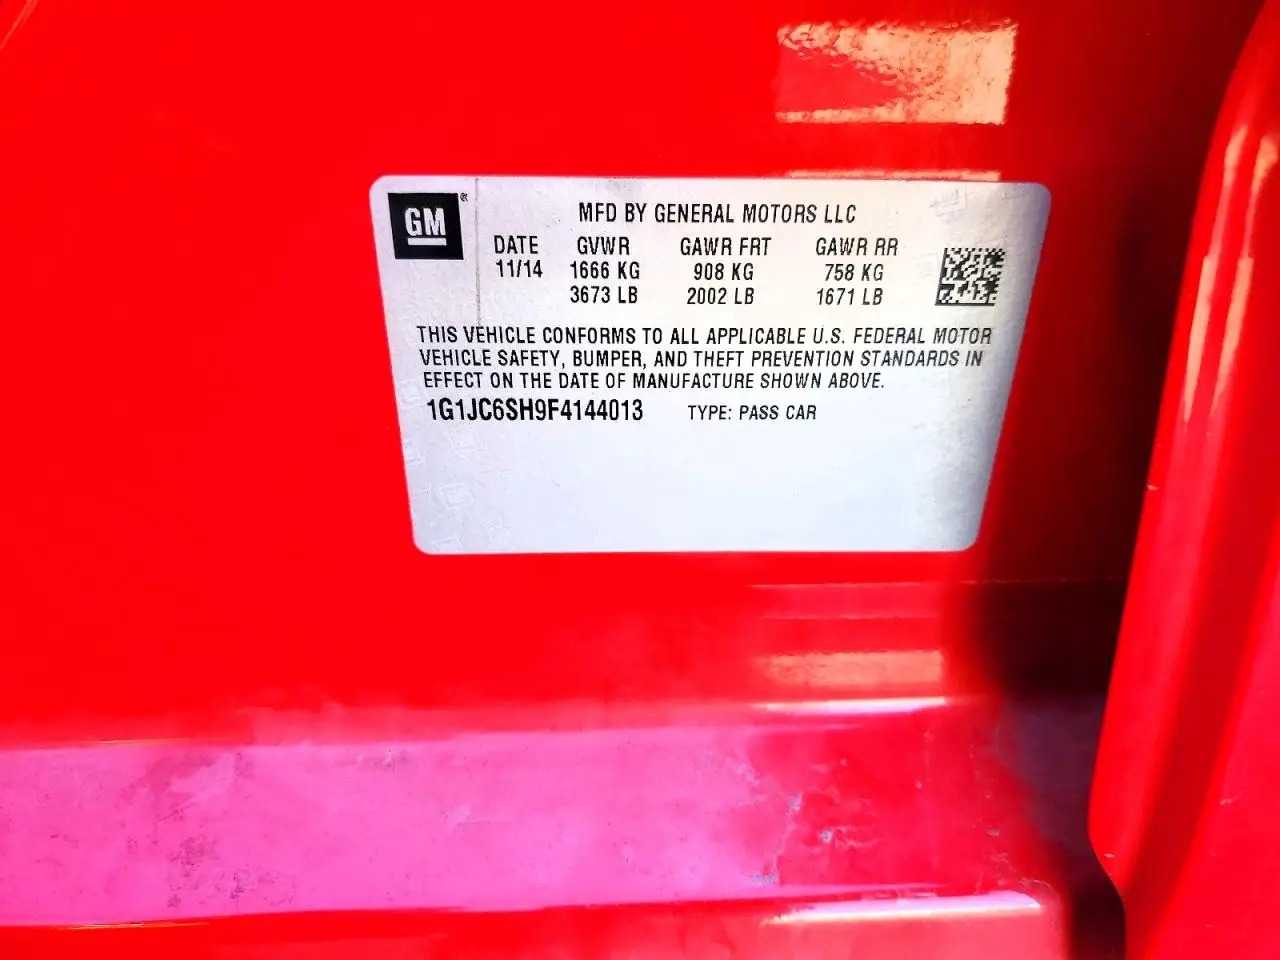 GM®
MFD BY GENERAL MOTORS LLC
DATE GVWR GAWR FRT GAWR RR
11/14 1666 KG 908 KG 758 KG
3673 LB 2002 LB 1671 LB
THIS VEHICLE CONFORMS TO ALL APPLICABLE U.S. FEDERAL MOTOR
VEHICLE SAFETY, BUMPER, AND THEFT PREVENTION STANDARDS IN
EFFECT ON THE DATE OF MANUFACTURE SHOWN ABOVE.
1G1JC6SH9F4144013 TYPE: PASS CAR